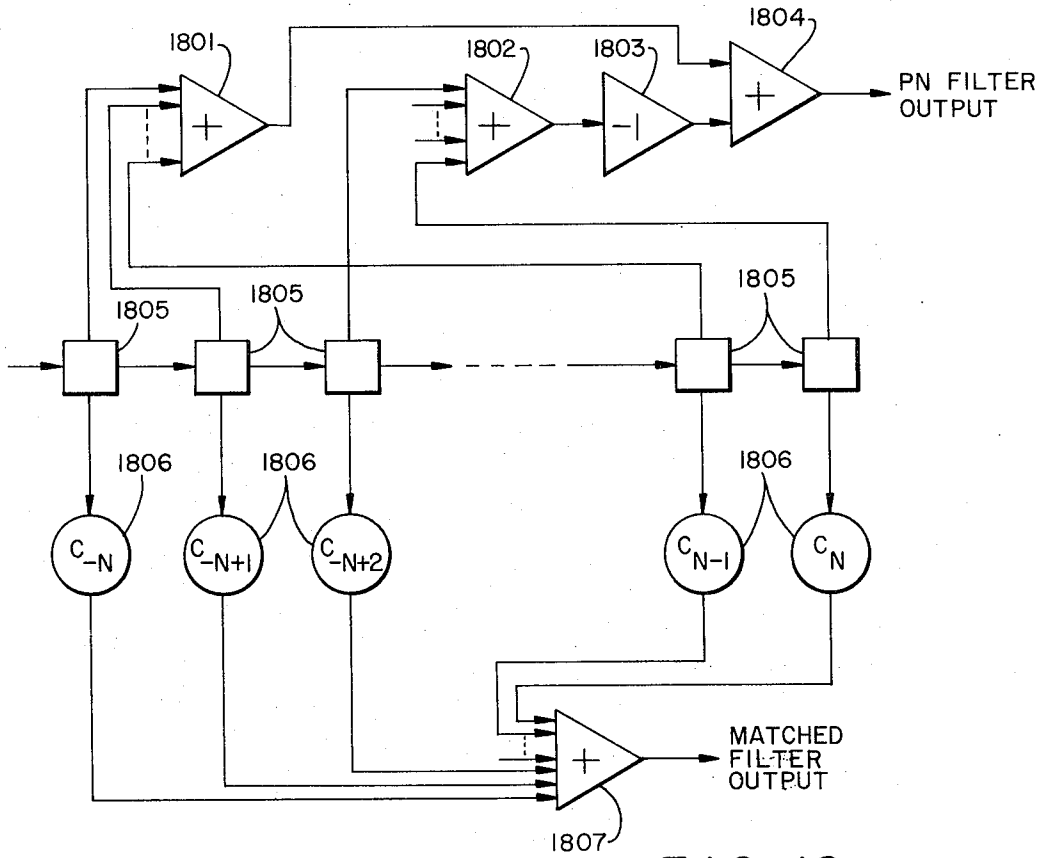 1801
1802
1803
1804
+
+
-1
+
PN FILTER
OUTPUT
1805
1805
1805
1806
1806
1806
C-N
C-N+1
C-N+2
CN-1
CN
+
MATCHED
FILTER
OUTPUT
1807